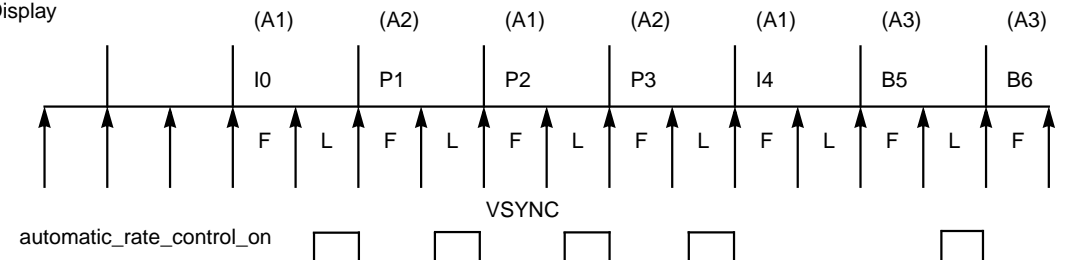 Display
(A1) (A2) (A1) (A2) (A1) (A3) (A3)
I0 P1 P2 P3 I4 B5 B6
F L F L F L F L F L F L F
VSYNC
automatic_rate_control_on